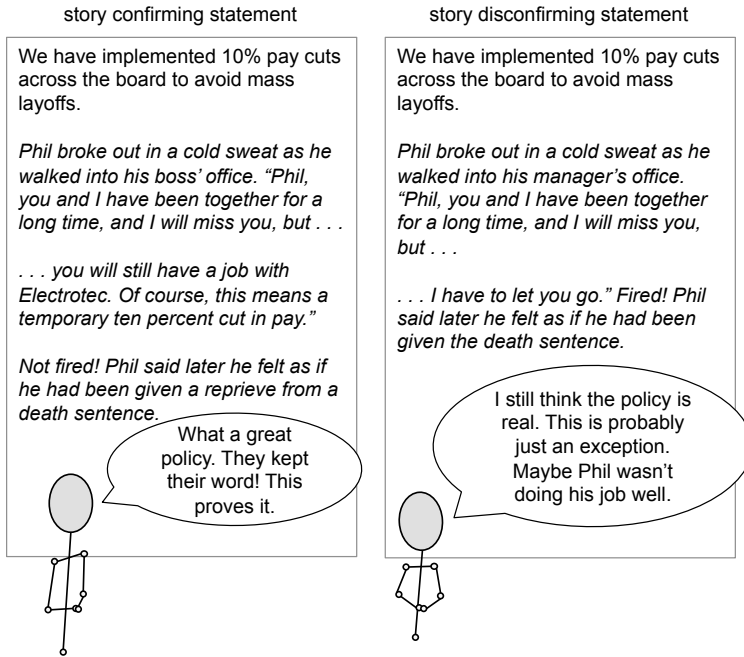 story confirming statement
We have implemented 10% pay cuts
across the board to avoid mass
layoffs.
Phil broke out in a cold sweat as he
walked into his boss’ office. “Phil,
you and I have been together for a
long time, and I will miss you, but . . .
. . . you will still have a job with
Electrotec. Of course, this means a
temporary ten percent cut in pay.”
Not fired! Phil said later he felt as if
he had been given a reprieve from a
death sentence.
What a great
policy. They kept
their word! This
proves it.
story disconfirming statement
We have implemented 10% pay cuts
across the board to avoid mass
layoffs.
Phil broke out in a cold sweat as he
walked into his manager’s office.
“Phil, you and I have been together
for a long time, and I will miss you,
but . . .
. . . I have to let you go.” Fired! Phil
said later he felt as if he had been
given the death sentence.
I still think the policy is
real. This is probably
just an exception.
Maybe Phil wasn’t
doing his job well.